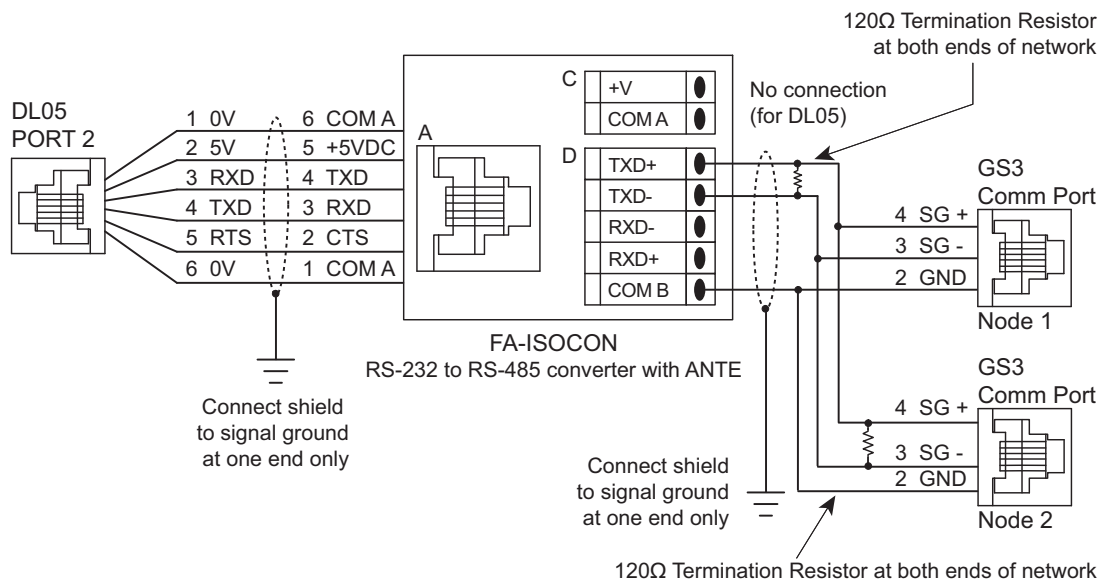 120Ω Termination Resistor
at both ends of network
DL05
PORT 2
1 0V 6 COM A
2 5V 5 +5VDC
3 RXD 4 TXD
4 TXD 3 RXD
5 RTS 2 CTS
6 0V 1 COM A
A
C
+V
COM A
D
TXD+
TXD-
RXD-
RXD+
COM B
No connection
(for DL05)
GS3
Comm Port
4 SG +
3 SG -
2 GND
Node 1
FA-ISOCON
RS-232 to RS-485 converter with ANTE
Connect shield
to signal ground
at one end only
GS3
Comm Port
4 SG +
3 SG -
2 GND
Node 2
Connect shield
to signal ground
at one end only
120Ω Termination Resistor at both ends of network